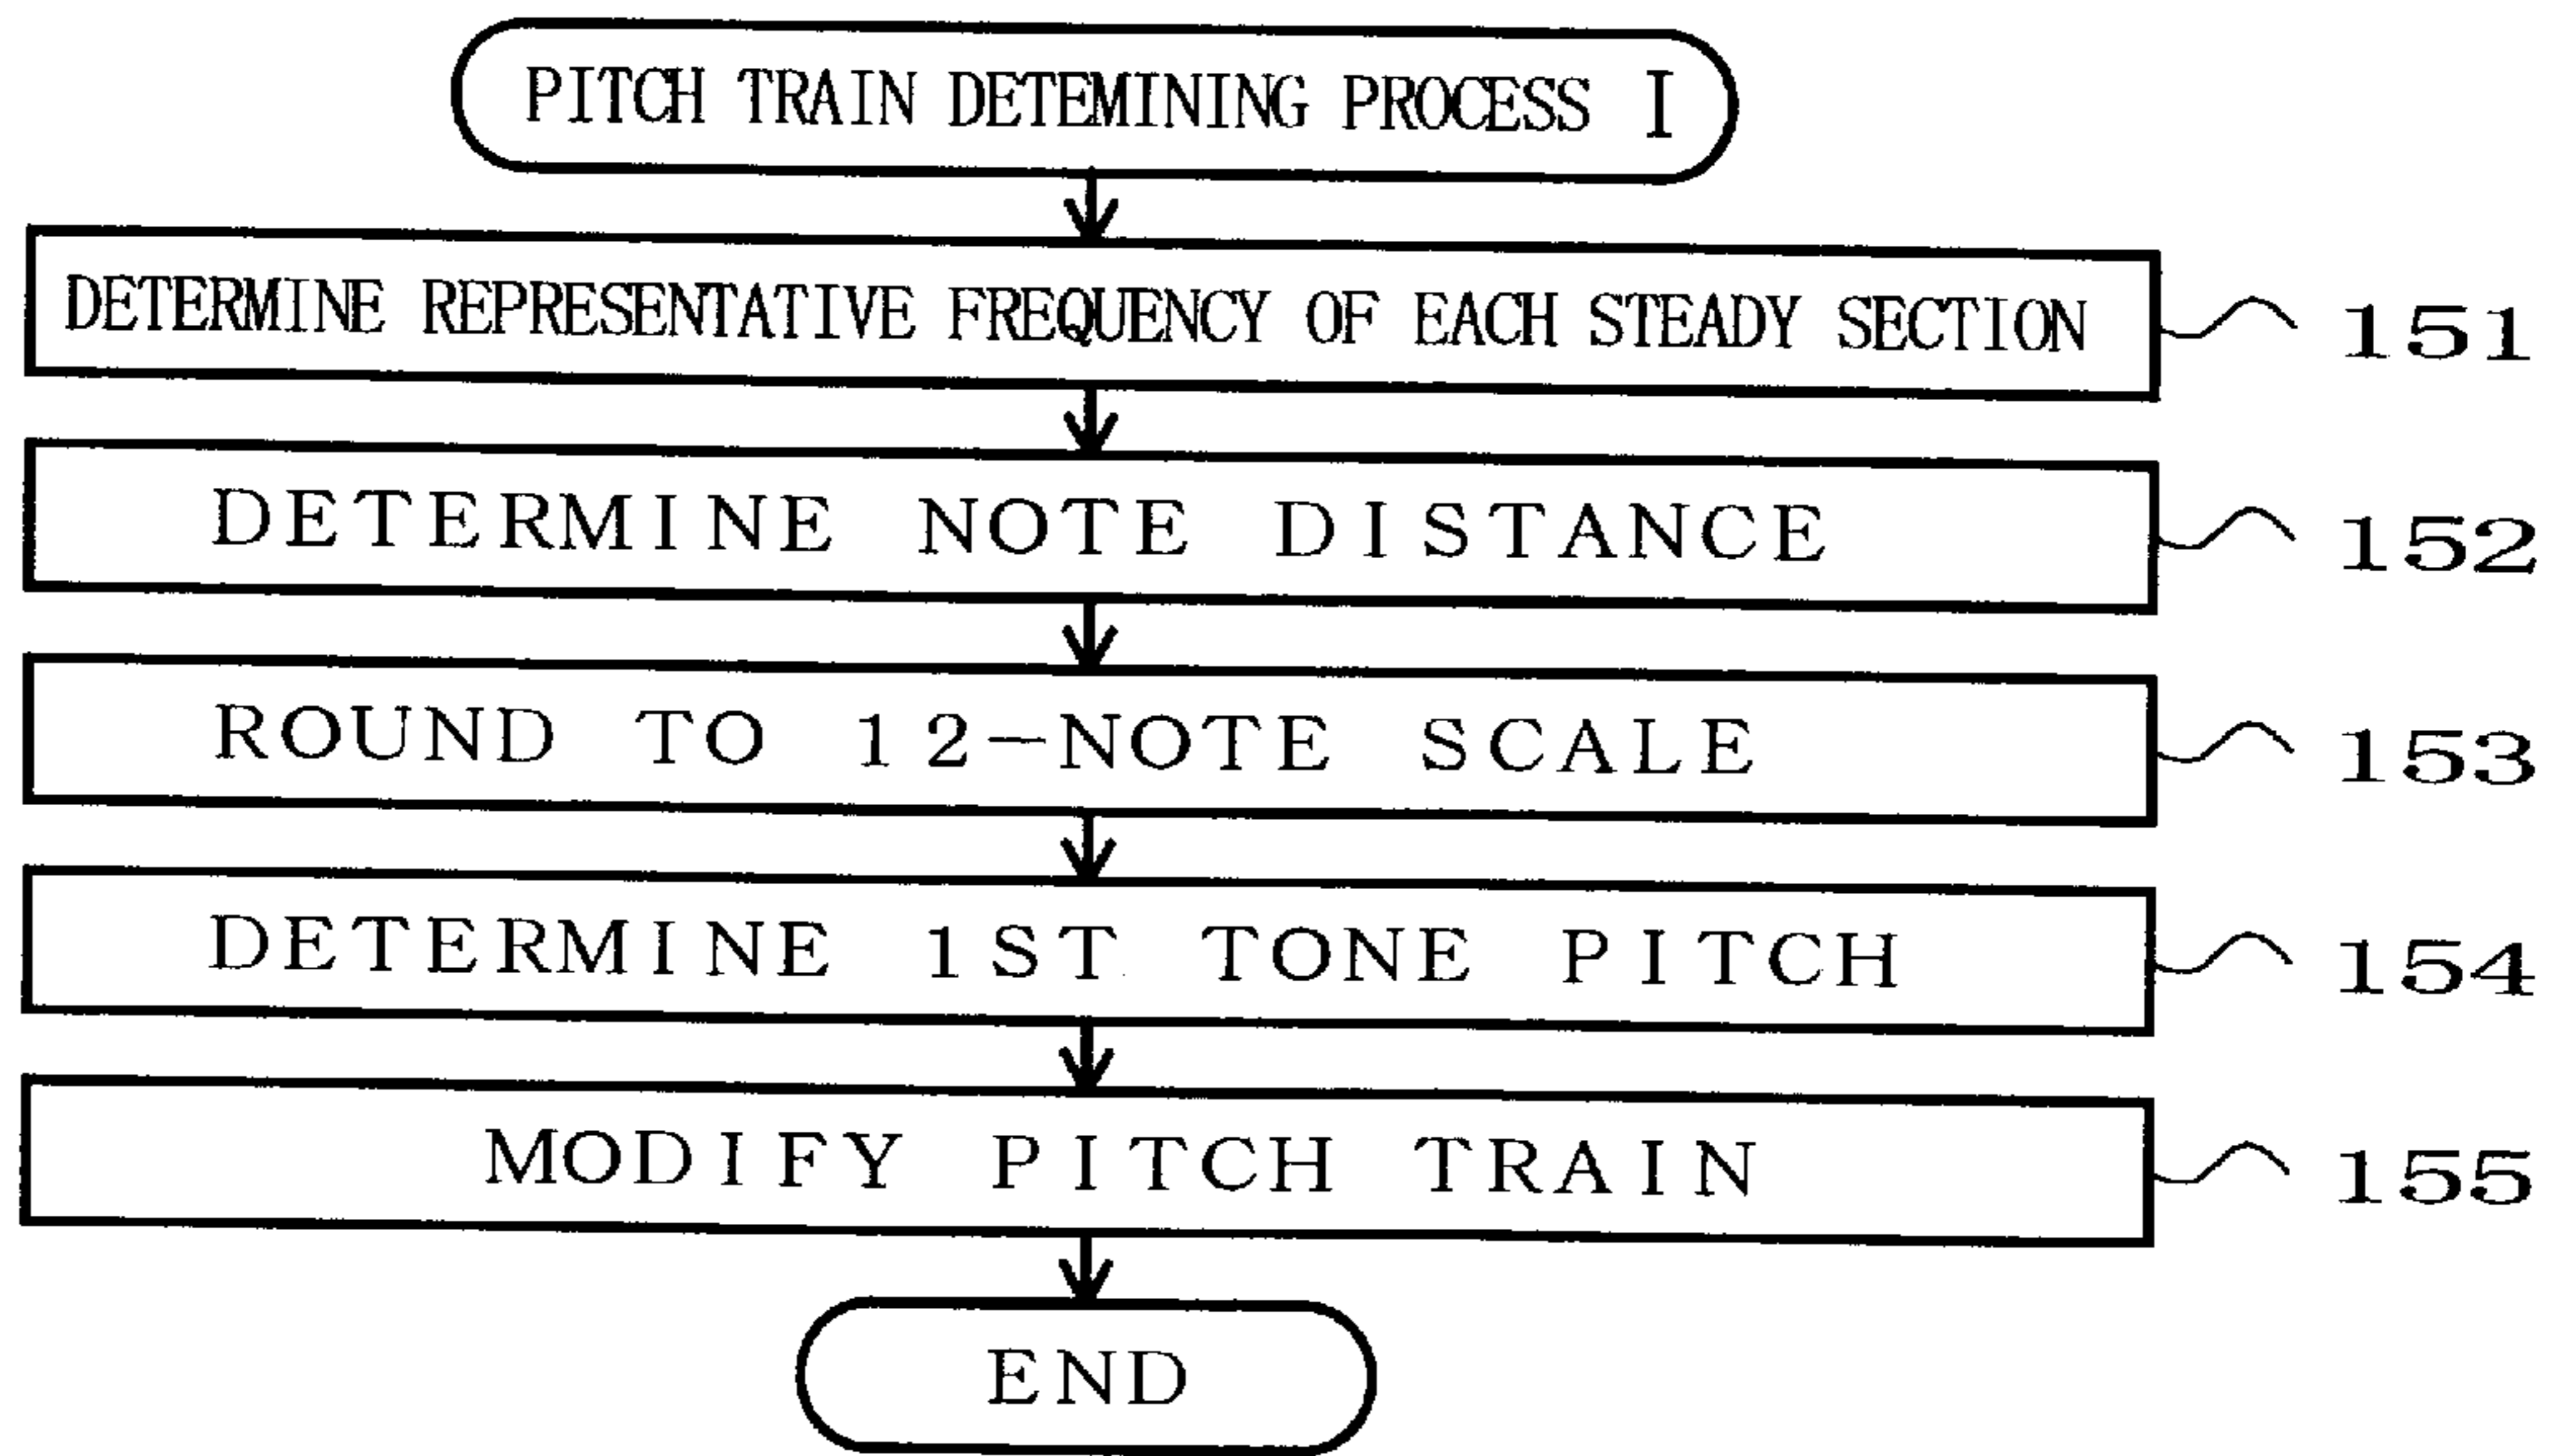 PITCH TRAIN DETEMINING PROCESS I
DETERMINE REPRESENTATIVE FREQUENCY OF EACH STEADY SECTION 151
DETERMINE NOTE DISTANCE 152
ROUND TO 12-NOTE SCALE 153
DETERMINE 1ST TONE PITCH 154
MODIFY PITCH TRAIN 155
END